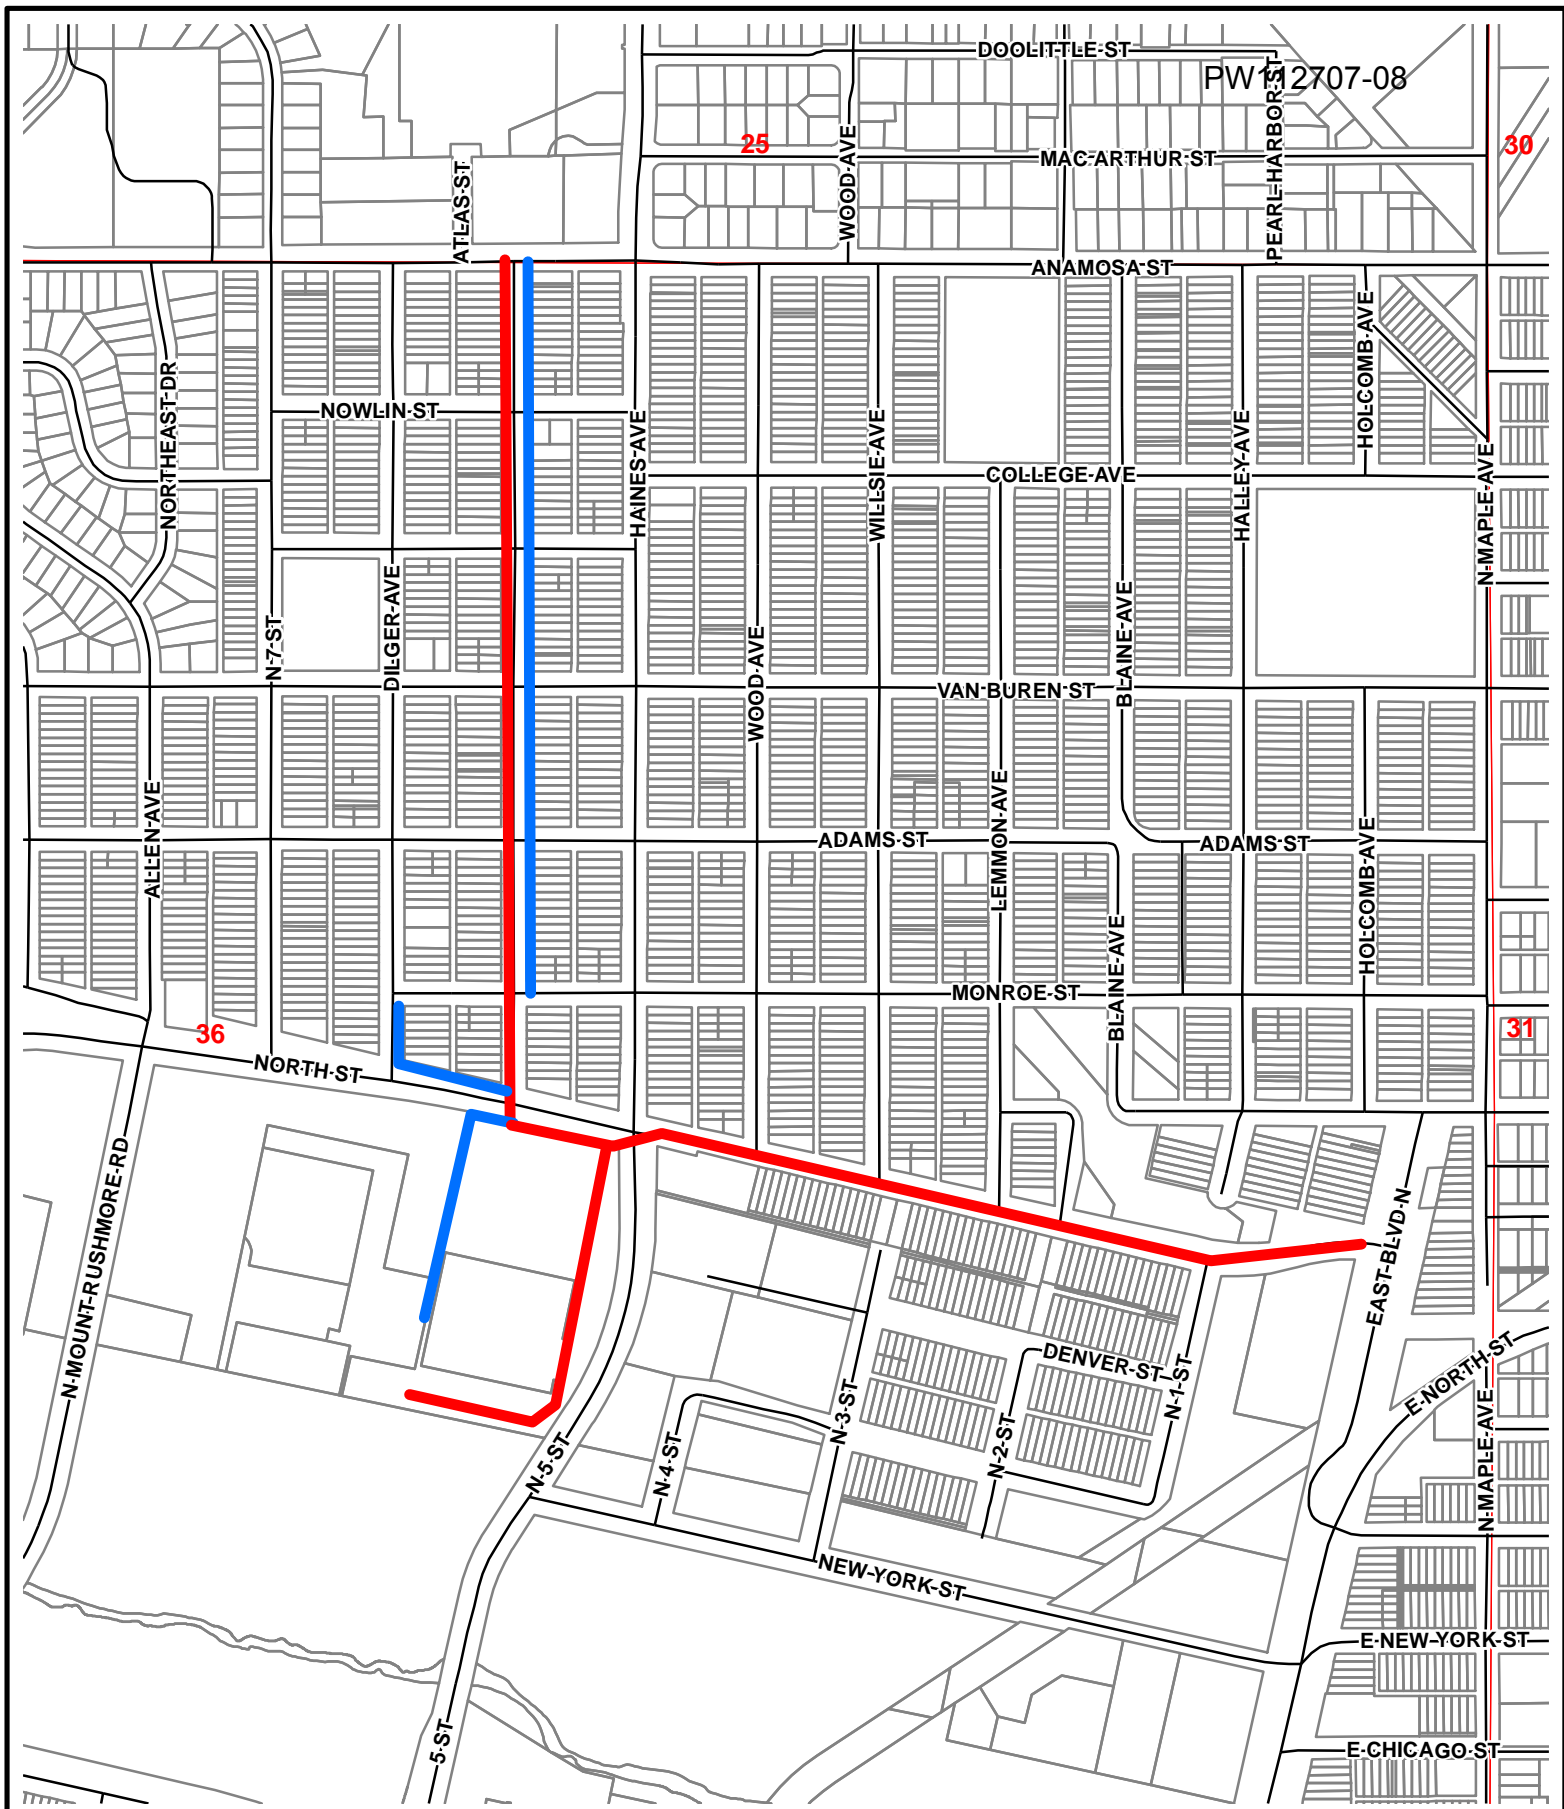 DOOLITTLE ST
PW112707-08
PEARL HARBOR ST
25
WOOD AVE
MAC ARTHUR ST
30
ATLAS ST
ANAMOSA ST
NORTHEAST DR
NOWLIN ST
HAINES AVE
WILSIE AVE
COLLEGE AVE
HALLEY AVE
HOLCOMB AVE
N MAPLE AVE
N 7 ST
DILGER AVE
WOOD AVE
BLAINE AVE
VAN BUREN ST
ALLEN AVE
ADAMS ST
LEMMON AVE
ADAMS ST
HOLCOMB AVE
MONROE ST
BLAINE AVE
36
31
NORTH ST
N MOUNT RUSHMORE RD
EAST BLVD N
DENVER ST
N 1 ST
E NORTH ST
N 3 ST
N 2 ST
N 4 ST
N 5 ST
N MAPLE AVE
NEW YORK ST
E NEW YORK ST
5 ST
E CHICAGO ST